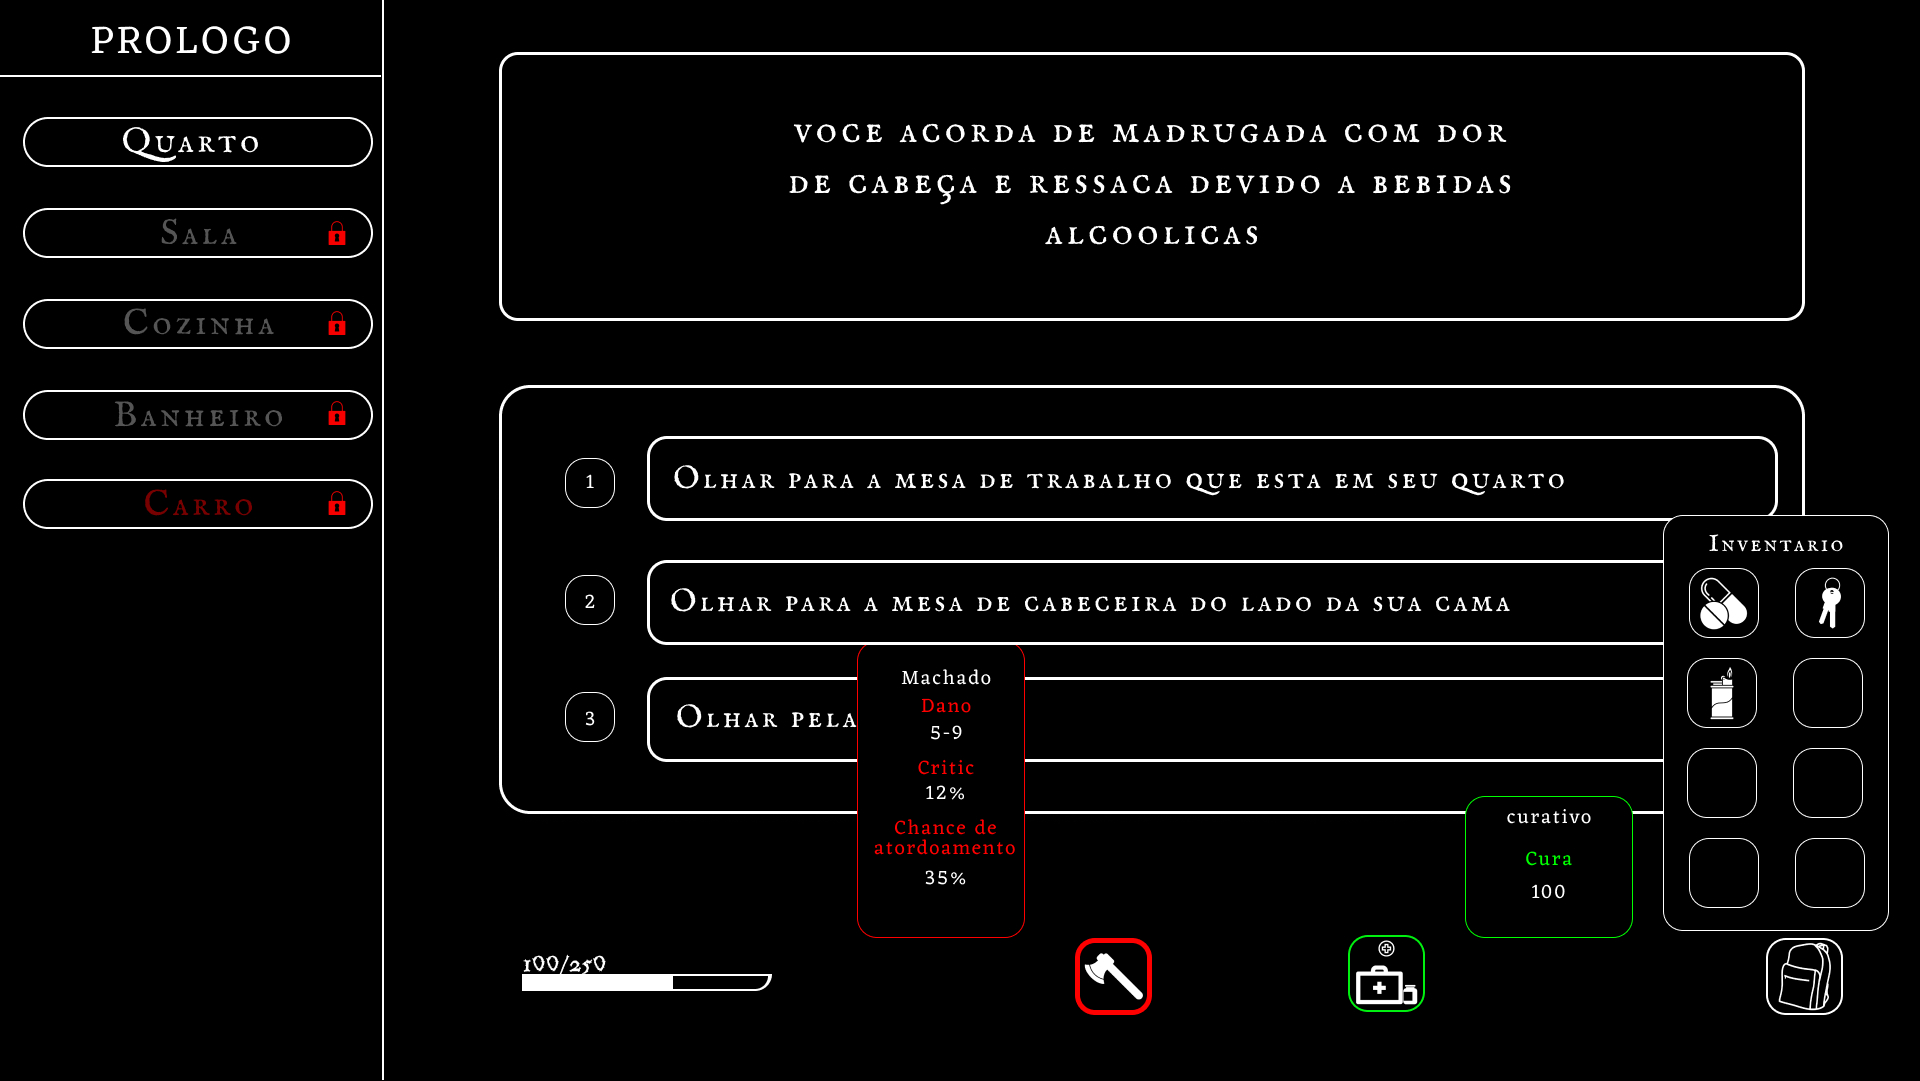 PROLOGO
Quarto
Sala
Cozinha
Banheiro
Carro
voce acorda de madrugada com dor
de cabeça e ressaca devido a bebidas
alcoolicas
1
Olhar para a mesa de trabalho que esta em seu quarto
2
Olhar para a mesa de cabeceira do lado da sua cama
3
Olhar pela
Machado
Dano
5-9
Critic
12%
Chance de
atordoamento
35%
curativo
Cura
100
Inventario
100/250